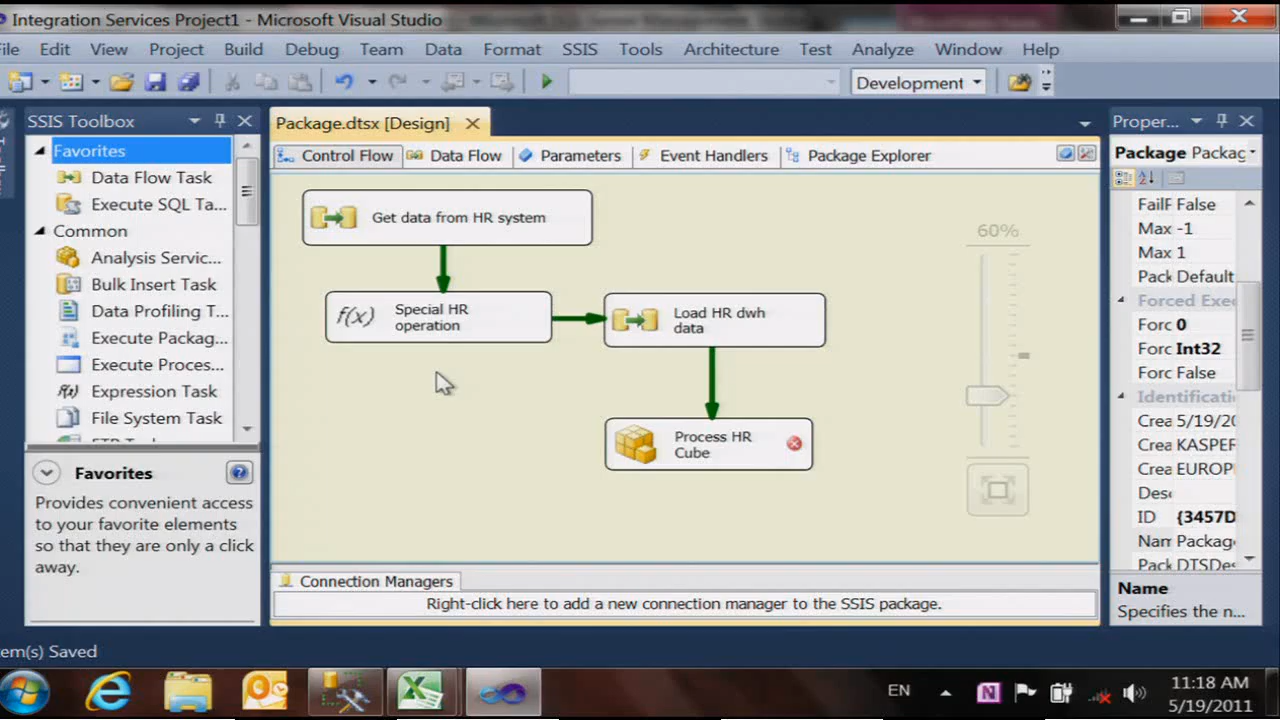 Integration Services Project1 - Microsoft Visual Studio
File Edit View Project Build Debug Team Data Format SSIS Tools Architecture Test Analyze Window Help
Development
SSIS Toolbox
Favorites
Data Flow Task
Execute SQL Ta...
Common
Analysis Servic...
Bulk Insert Task
Data Profiling T...
Execute Packag...
Execute Proces...
Expression Task
File System Task
Favorites
Provides convenient access
to your favorite elements
so that they are only a click
away.
Package.dtsx [Design]
Control Flow Data Flow Parameters Event Handlers Package Explorer
Get data from HR system
f(x) Special HR
operation
Load HR dwh
data
Process HR
Cube
60%
Connection Managers
Right-click here to add a new connection manager to the SSIS package.
Proper...
Package Packag
FailP False
Max -1
Max 1
Pack Default
Forced Exe
Forc 0
Forc Int32
Forc False
Identificati
Crea 5/19/20
Crea KASPER
Crea EUROP
Desc
ID {3457D
Nam Package
Pack DTSDes
Name
Specifies the n...
em(s) Saved
EN
11:18 AM
5/19/2011